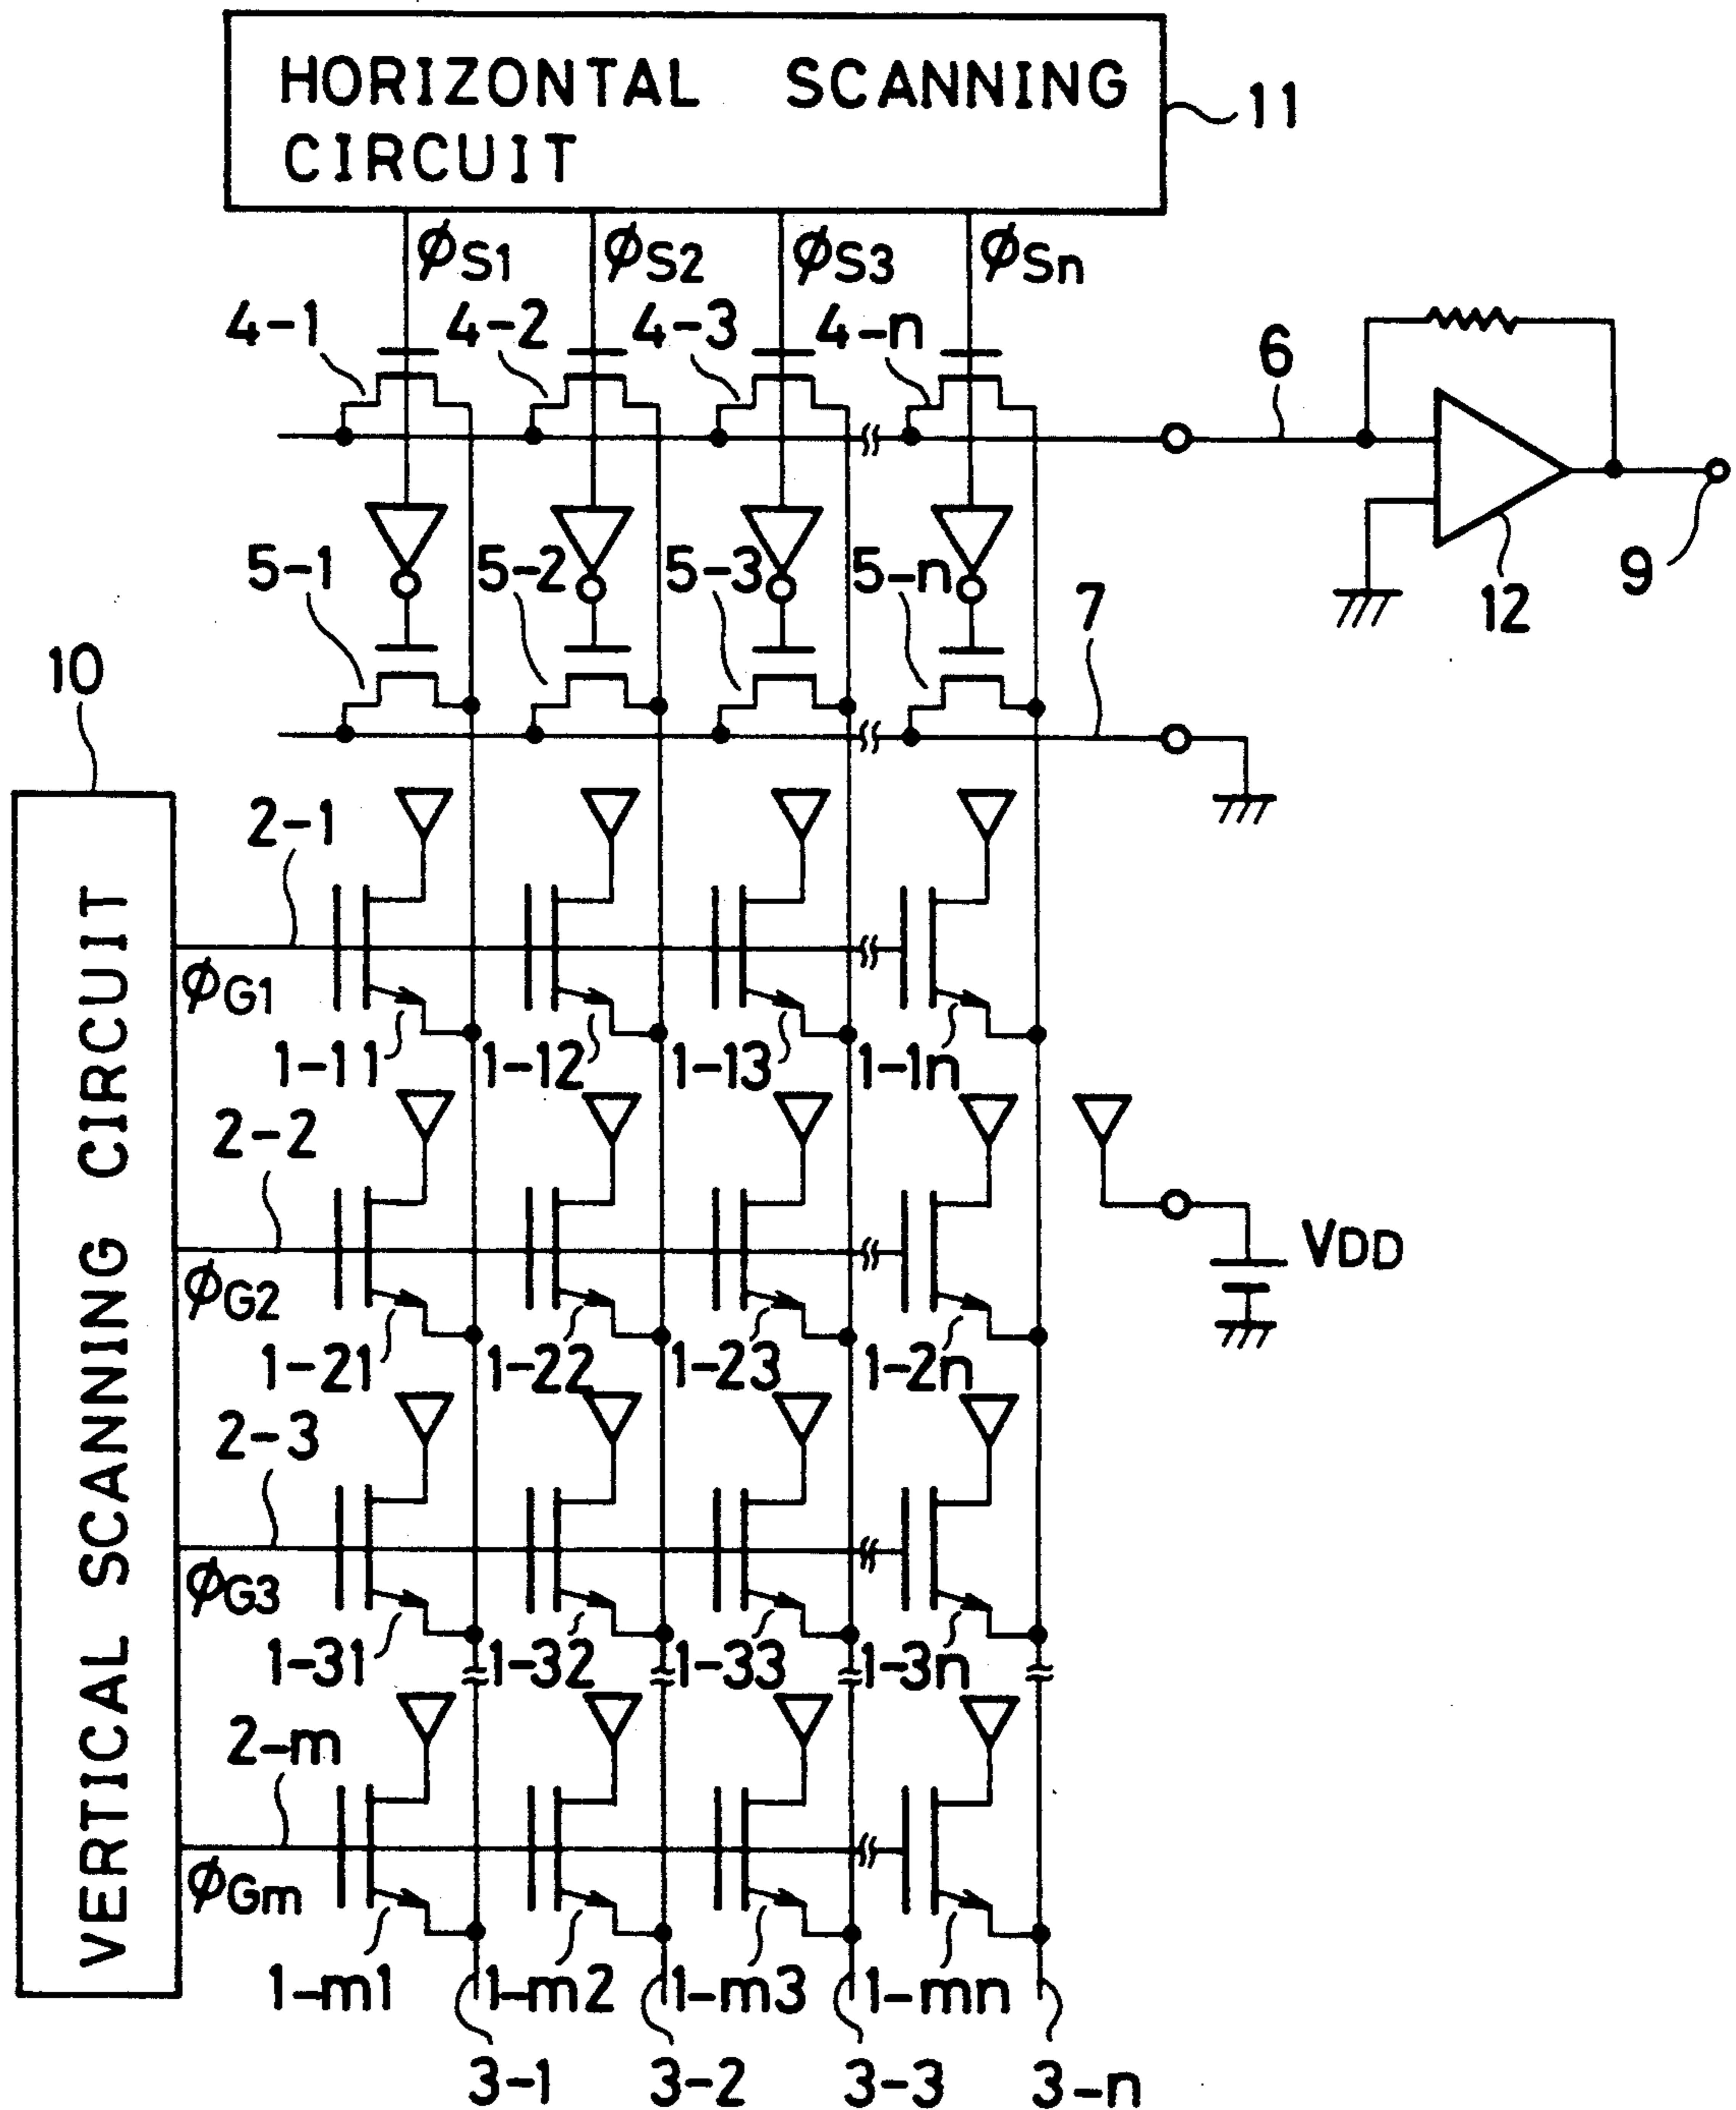 HORIZONTAL SCANNING
CIRCUIT
11
ϕS1 ϕS2 ϕS3 ϕSn
4-1 4-2 4-3 4-n
6
5-1 5-2 5-3 5-n
7
12
9
10
VERTICAL SCANNING CIRCUIT
2-1
ϕG1
1-11 1-12 1-13 1-1n
2-2
ϕG2
VDD
1-21 1-22 1-23 1-2n
2-3
ϕG3
1-31 1-32 1-33 1-3n
2-m
ϕGm
1-m1 1-m2 1-m3 1-mn
3-1 3-2 3-3 3-n